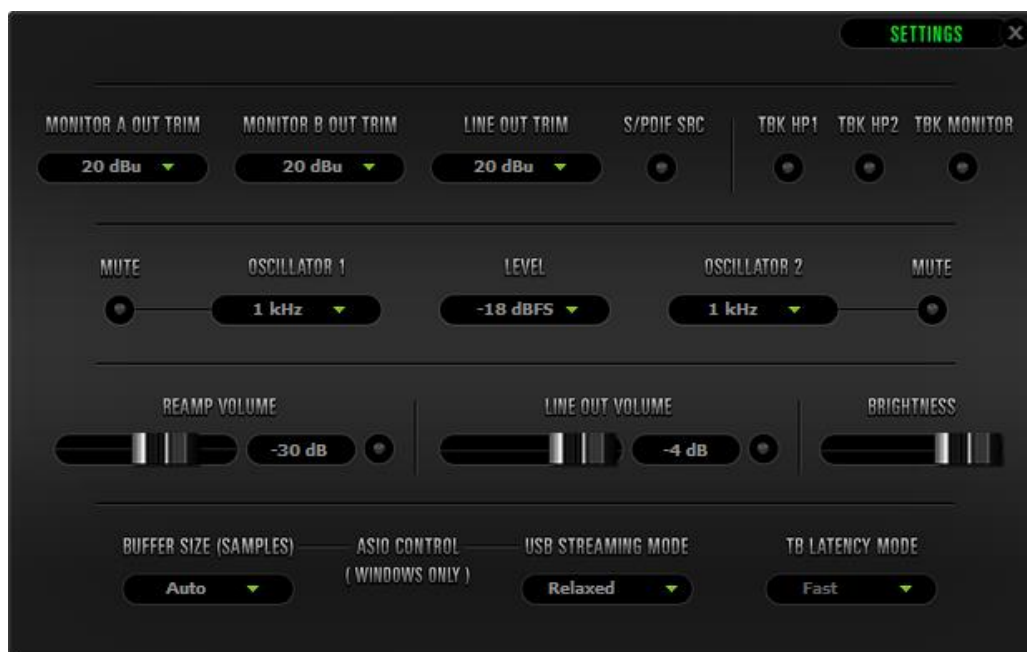 SETTINGS X
MONITOR A OUT TRIM MONITOR B OUT TRIM LINE OUT TRIM S/PDIF SRC TBK HP1 TBK HP2 TBK MONITOR
20 dBu 20 dBu 20 dBu
MUTE OSCILLATOR 1 LEVEL OSCILLATOR 2 MUTE
1 kHz -18 dBFS 1 kHz
REAMP VOLUME LINE OUT VOLUME BRIGHTNESS
-30 dB -4 dB
BUFFER SIZE (SAMPLES) ASIO CONTROL USB STREAMING MODE TB LATENCY MODE
( WINDOWS ONLY )
Auto Relaxed Fast